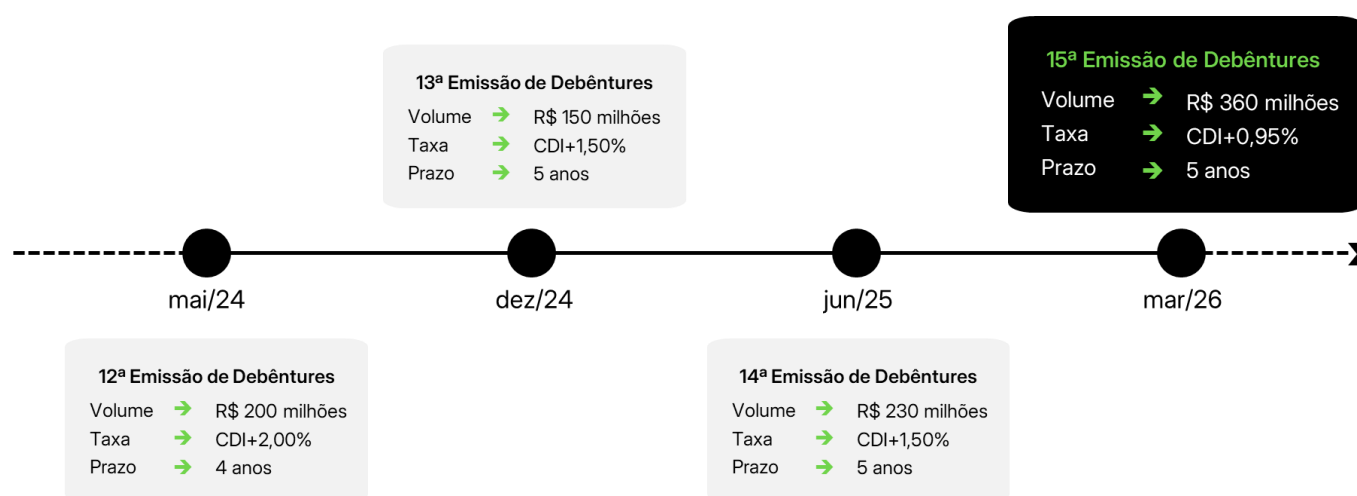 13ª Emissão de Debêntures
Volume ➔ R$ 150 milhões
Taxa ➔ CDI+1,50%
Prazo ➔ 5 anos
15ª Emissão de Debêntures
Volume ➔ R$ 360 milhões
Taxa ➔ CDI+0,95%
Prazo ➔ 5 anos
mai/24
dez/24
jun/25
mar/26
12ª Emissão de Debêntures
Volume ➔ R$ 200 milhões
Taxa ➔ CDI+2,00%
Prazo ➔ 4 anos
14ª Emissão de Debêntures
Volume ➔ R$ 230 milhões
Taxa ➔ CDI+1,50%
Prazo ➔ 5 anos